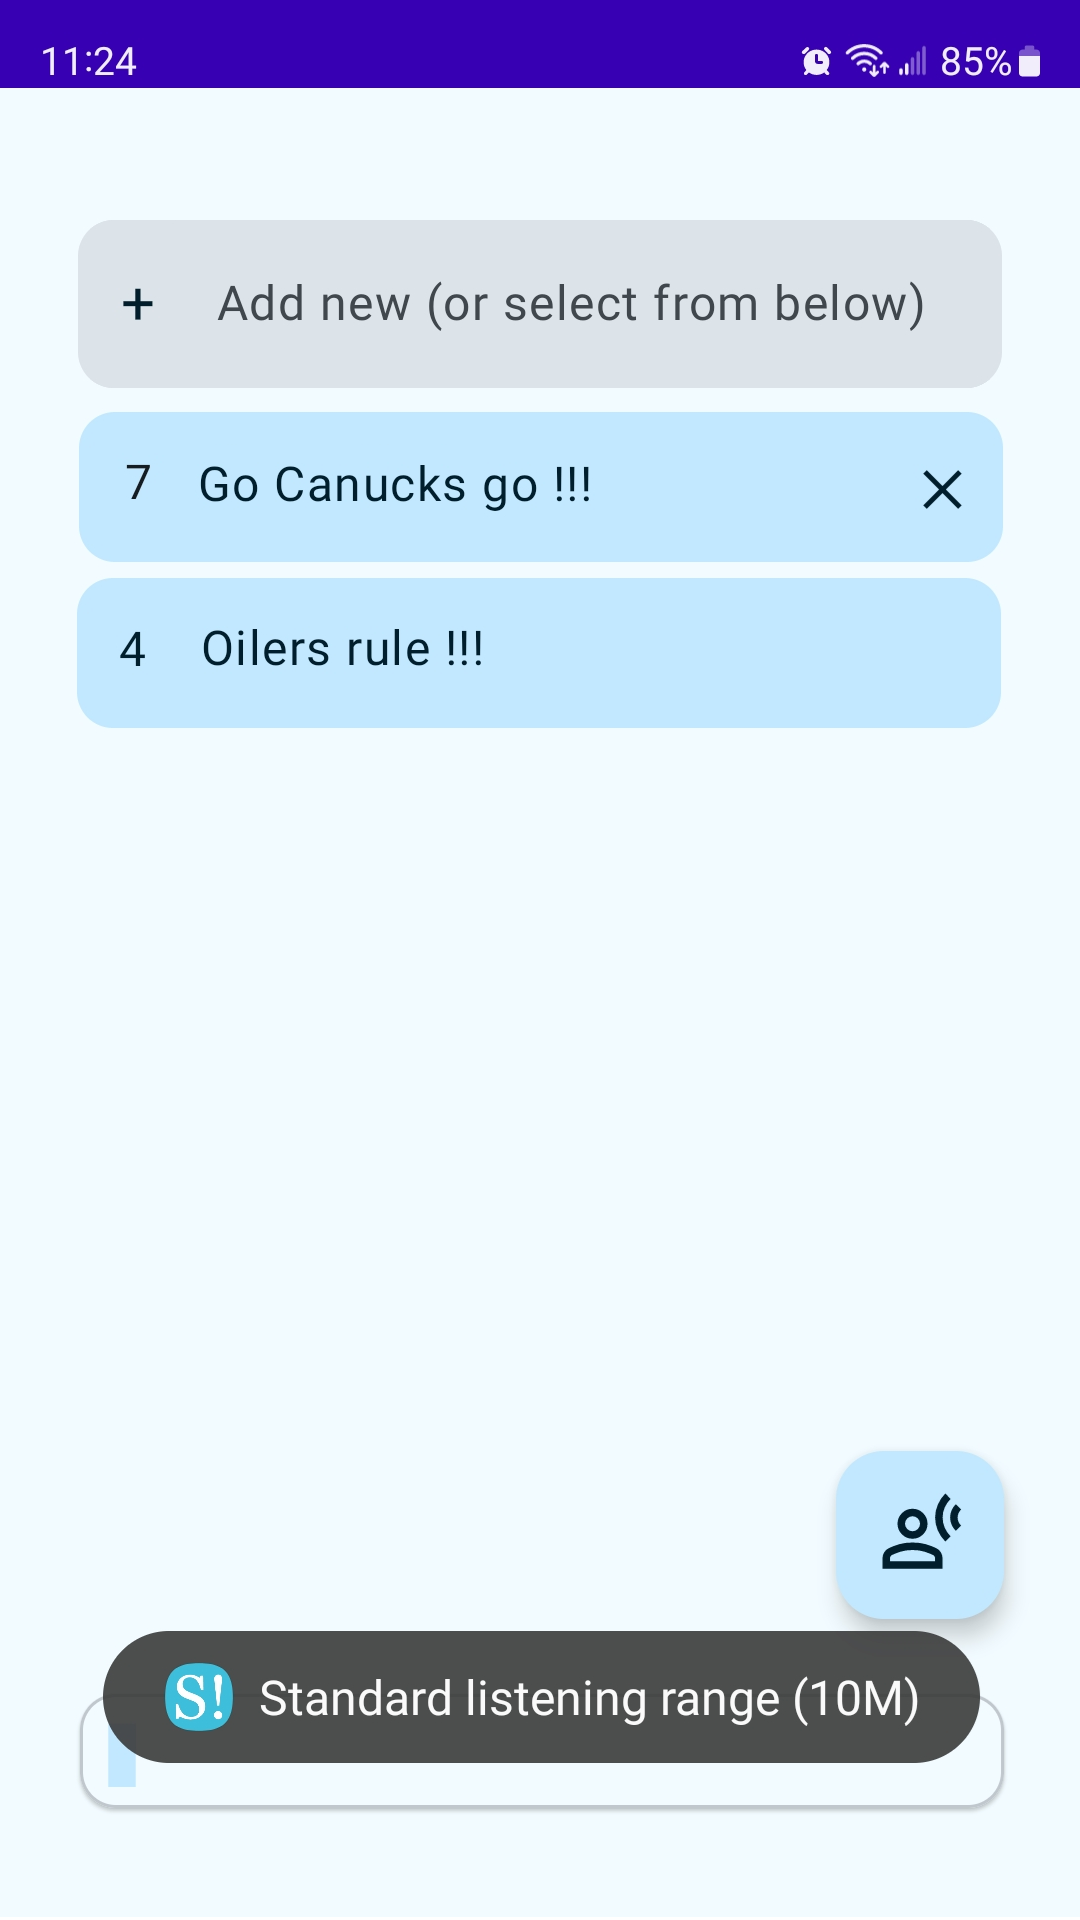 11:24 85%
+ Add new (or select from below)
7 Go Canucks go !!!
4 Oilers rule !!!
S! Standard listening range (10M)